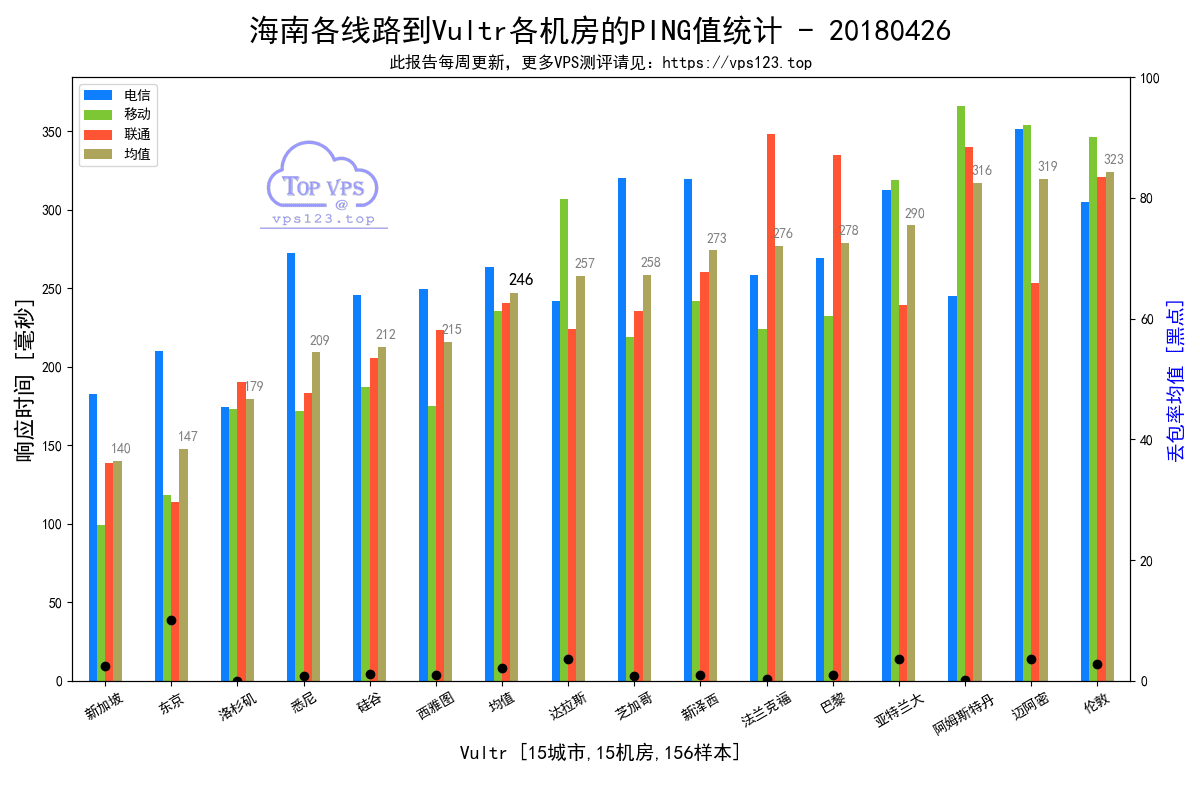 海南各线路到Vultr各机房的PING值统计 - 20180426
此报告每周更新，更多VPS测评请见：https://vps123.top
电信
移动
联通
均值
TOP VPS
@
vps123.top
响应时间 [毫秒]
350
300
250
200
150
100
50
0
140
147
179
209
212
215
246
257
258
273
276
278
290
316
319
323
100
80
60
40
20
0
丢包率均值 [黑点]
新加坡
东京
洛杉矶
悉尼
硅谷
西雅图
均值
达拉斯
芝加哥
新泽西
法兰克福
巴黎
亚特兰大
阿姆斯特丹
迈阿密
伦敦
Vultr [15城市,15机房,156样本]